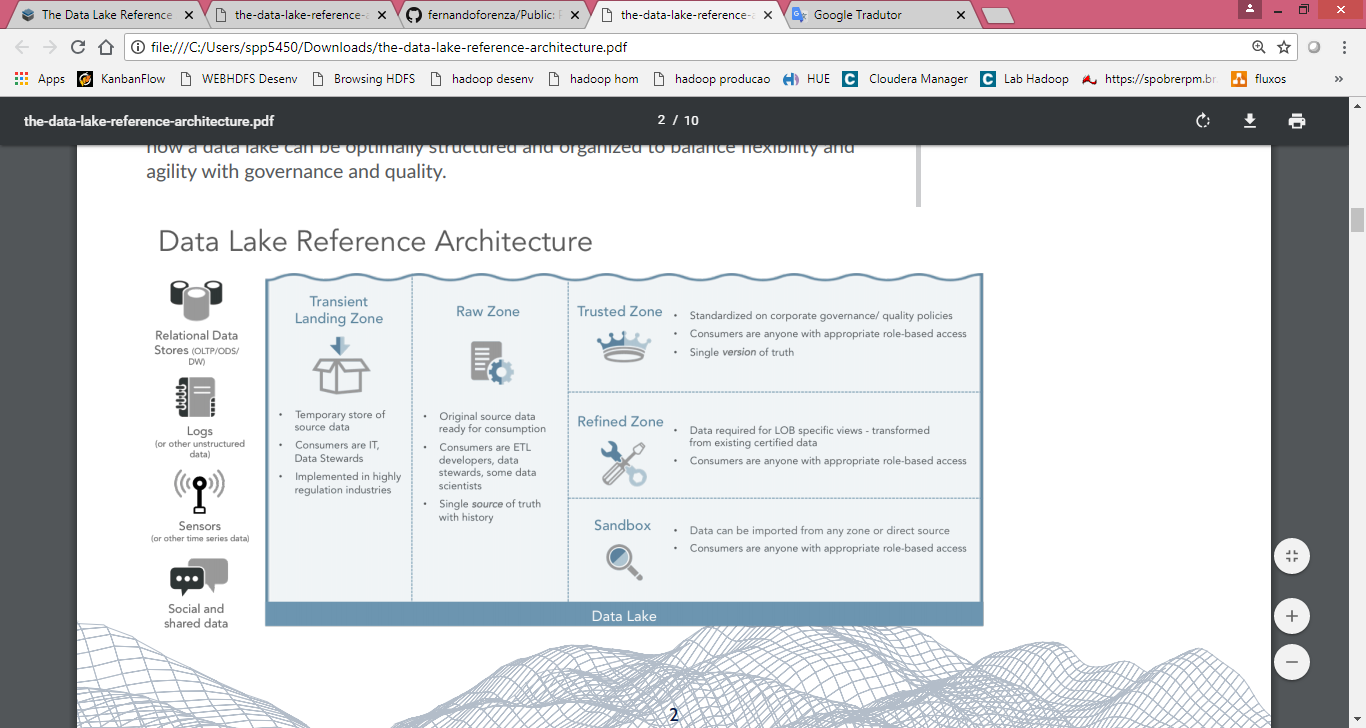 The Data Lake Reference
the-data-lake-reference-
fernandoforenza/Public:
the-data-lake-reference-
Google Tradutor
file:///C:/Users/spp5450/Downloads/the-data-lake-reference-architecture.pdf
Apps
KanbanFlow
WEBHDFS Desenv
Browsing HDFS
hadoop desenv
hadoop hom
hadoop producao
HUE
Cloudera Manager
Lab Hadoop
https://spobrerpm.br
fluxos
»
the-data-lake-reference-architecture.pdf
2 / 10
how a data lake can be optimally structured and organized to balance flexibility and
agility with governance and quality.
Data Lake Reference Architecture
Relational Data
Stores (OLTP/ODS/
DW)
Logs
(or other unstructured
data)
Sensors
(or other time series data)
Social and
shared data
Transient
Landing Zone
• Temporary store of
source data
• Consumers are IT,
Data Stewards
• Implemented in highly
regulation industries
Raw Zone
• Original source data
ready for consumption
• Consumers are ETL
developers, data
stewards, some data
scientists
• Single source of truth
with history
Trusted Zone
• Standardized on corporate governance/ quality policies
• Consumers are anyone with appropriate role-based access
• Single version of truth
Refined Zone
• Data required for LOB specific views - transformed
from existing certified data
• Consumers are anyone with appropriate role-based access
Sandbox
• Data can be imported from any zone or direct source
• Consumers are anyone with appropriate role-based access
Data Lake
2